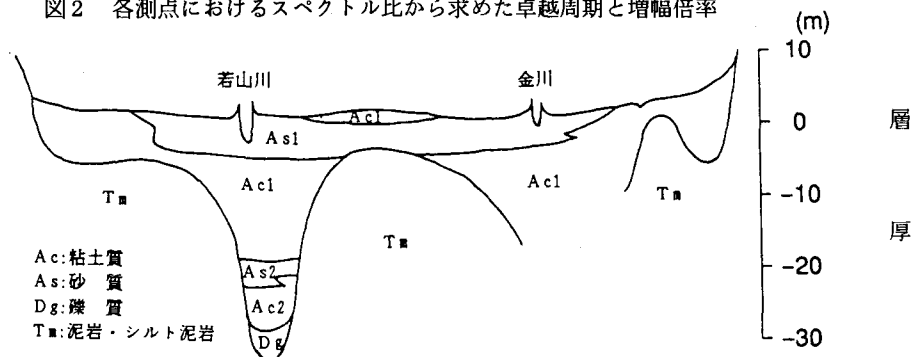 図2 各測点におけるスペクトル比から求めた卓越周期と増幅倍率
(m)
10
若山川
金川
Ac1
0
層
As1
Ac1
Ac1
Tm
Tm
-10
Tm
厚
Ac:粘土質
As2
-20
As:砂 質
Ac2
Dg:礫 質
Tm:泥岩・シルト泥岩
Dg
-30